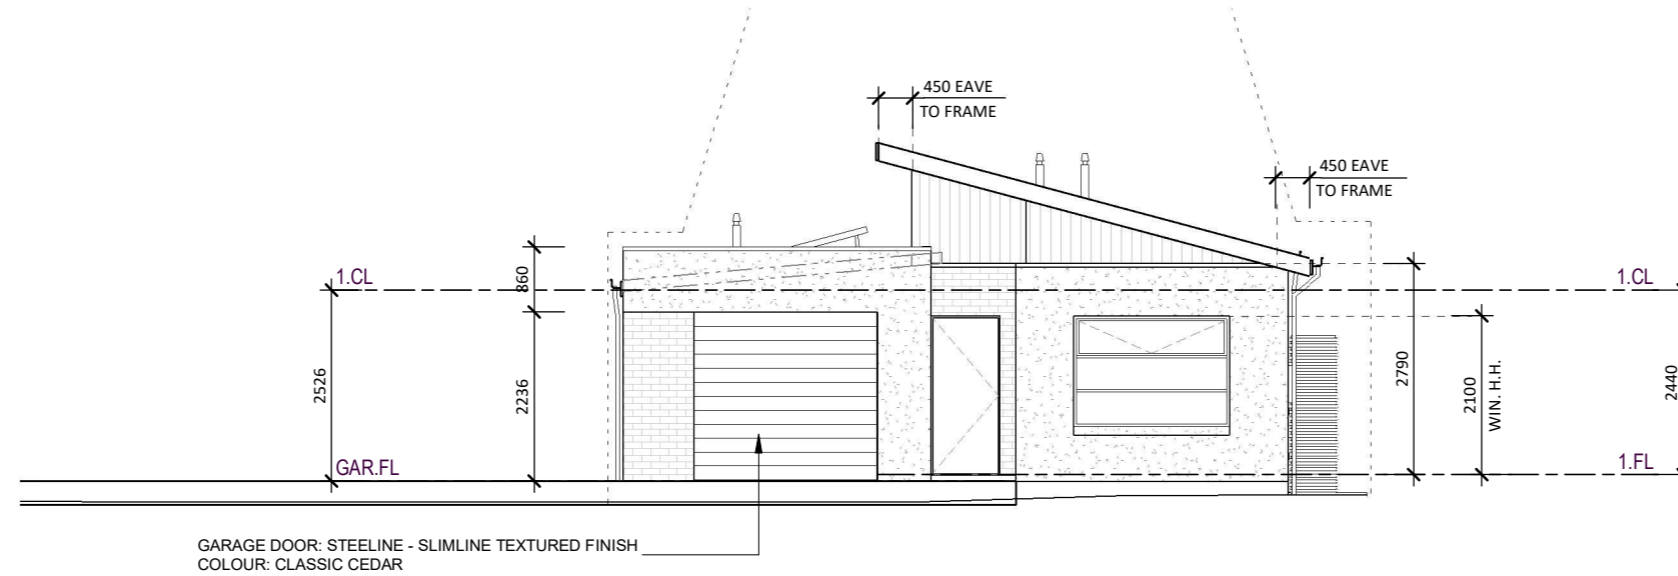 450 EAVE
TO FRAME
450 EAVE
TO FRAME
1.CL
1.CL
860
2526
2236
2790
2100
WIN. H.H.
2440
GAR.FL
1.FL
GARAGE DOOR: STEELINE - SLIMLINE TEXTURED FINISH
COLOUR: CLASSIC CEDAR